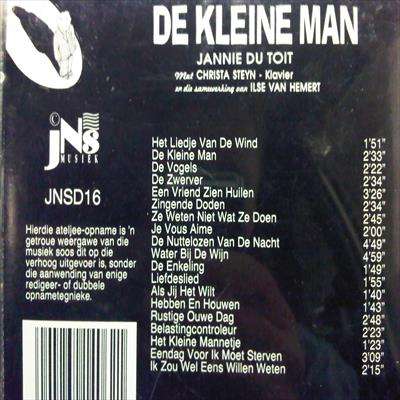 DE KLEINE MAN
JANNIE DU TOIT
Met CHRISTA STEYN - Klavier
en die samewerking van ILSE VAN HEMERT
©
JNS
MUSIEK
JNSD16
Hierdie ateljee-opname is 'n
getroue weergawe van die
musiek soos dit op die
verhoog uitgevoer is, sonder
die aanwending van enige
redigeer- of dubbele
opnametegnieke.
Het Liedje Van De Wind 1'51"
De Kleine Man 2'33"
De Vogels 2'22"
De Zwerver 2'34"
Een Vriend Zien Huilen 3'26"
Zingende Doden 2'34"
Ze Weten Niet Wat Ze Doen 2'45"
Je Vous Aime 2'00"
De Nuttelozen Van De Nacht 4'49"
Water Bij De Wijn 4'59"
De Enkeling 1'49"
Liefdeslied 1'55"
Als Jij Het Wilt 1'40"
Hebben En Houwen 1'43"
Rustige Ouwe Dag 2'48"
Belastingcontroleur 2'23"
Het Kleine Mannetje 2'23"
Eendag Voor Ik Moet Sterven 3'09"
Ik Zou Wel Eens Willen Weten 2'15"